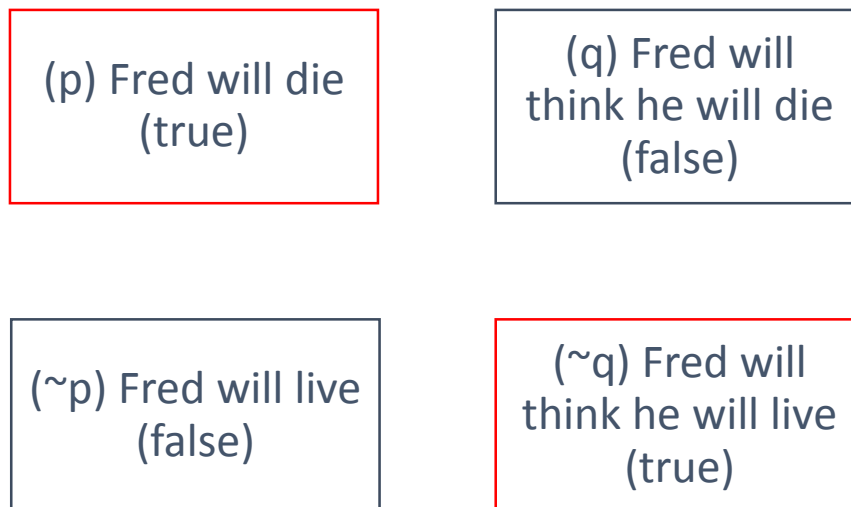 (p) Fred will die
(true)
(q) Fred will
think he will die
(false)
(~p) Fred will live
(false)
(~q) Fred will
think he will live
(true)